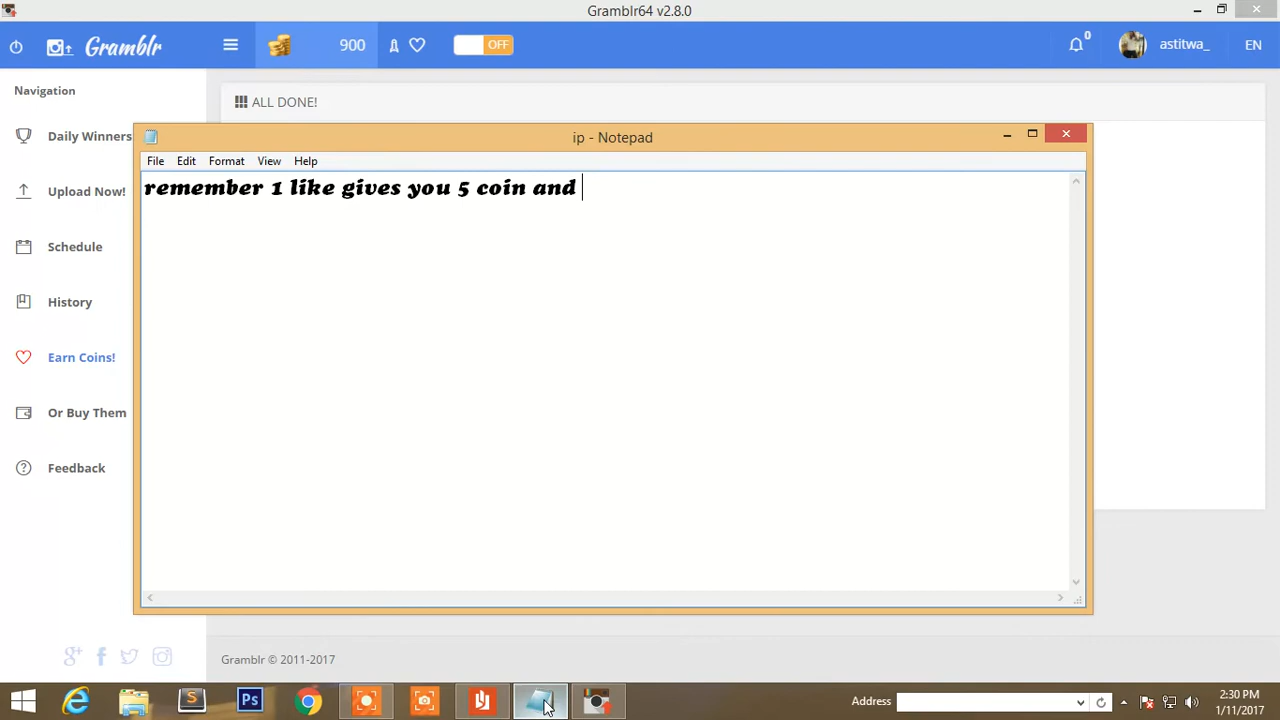 Gramblr64 v2.8.0
Gramblr 900 OFF 0 astitwa_ EN
Navigation
ALL DONE!
Daily Winners
ip - Notepad
File Edit Format View Help
remember 1 like gives you 5 coin and
Upload Now!
Schedule
History
Earn Coins!
Or Buy Them
Feedback
Gramblr © 2011-2017
S Ps Address 2:30 PM
1/11/2017